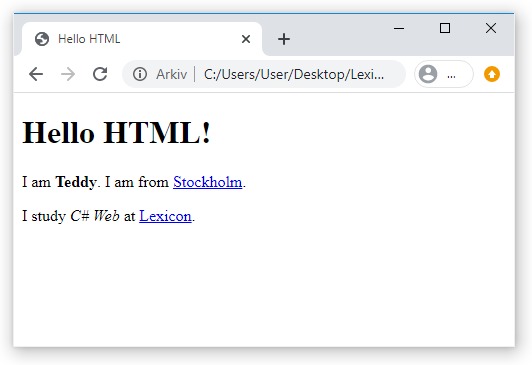 Hello HTML
Arkiv C:/Users/User/Desktop/Lexi...
...
Hello HTML!
I am Teddy. I am from Stockholm.
I study C# Web at Lexicon.